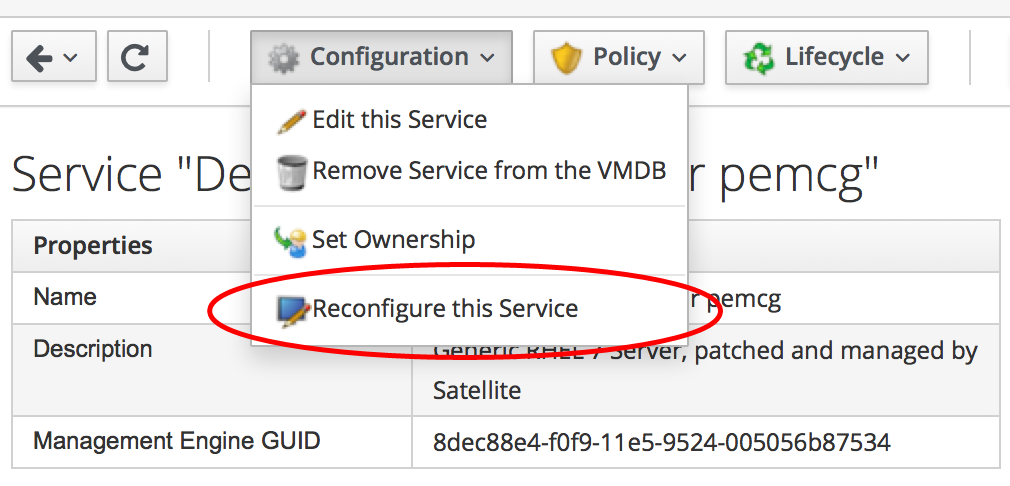 Configuration Policy Lifecycle
Edit this Service
Remove Service from the VMDB
Service "De r pemcg"
Properties
Set Ownership
Name r pemcg
Reconfigure this Service
Description Generic RHEL 7 Server, patched and managed by
Satellite
Management Engine GUID 8dec88e4-f0f9-11e5-9524-005056b87534